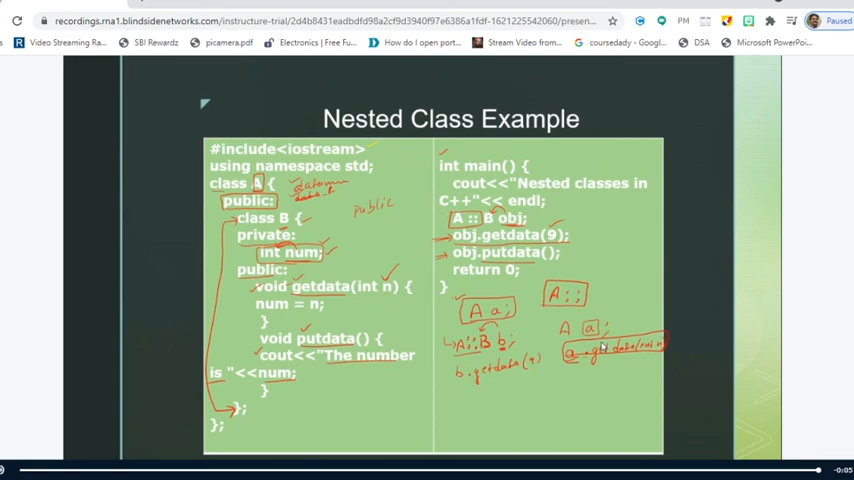 recordings.rna1.blindsidenetworks.com/instructure-trial/2d4b8431eadbdfd98a2cf9d3940f97e6386a1fdf-1621225542060/presen...
Paused
Video Streaming Ra...
SBI Rewardz
picamera.pdf
Electronics | Free Fu...
How do I open port...
Stream Video from...
coursedady - Googl...
DSA
Microsoft PowerPoi...
PM
Nested Class Example
#include<iostream>
using namespace std;
class A {
public:
class B {
private:
int num;
public:
void getdata(int n) {
num = n;
}
void putdata() {
cout<<"The number
is "<<num;
}
};
};
public
int main() {
cout<<"Nested classes in
C++"<< endl;
A :: B obj;
obj.getdata(9);
obj.putdata();
return 0;
}
A a;
A::B b;
b.getdata(9)
A::
A a;
a.getdata(
-0:05